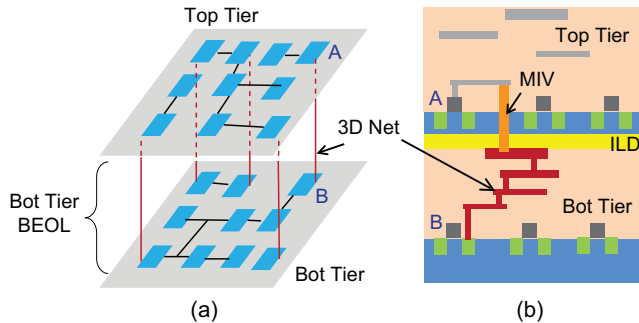 Top Tier
A
3D Net
B
Bot Tier
BEOL
Bot Tier
(a)
Top Tier
MIV
A
ILD
Bot Tier
B
(b)